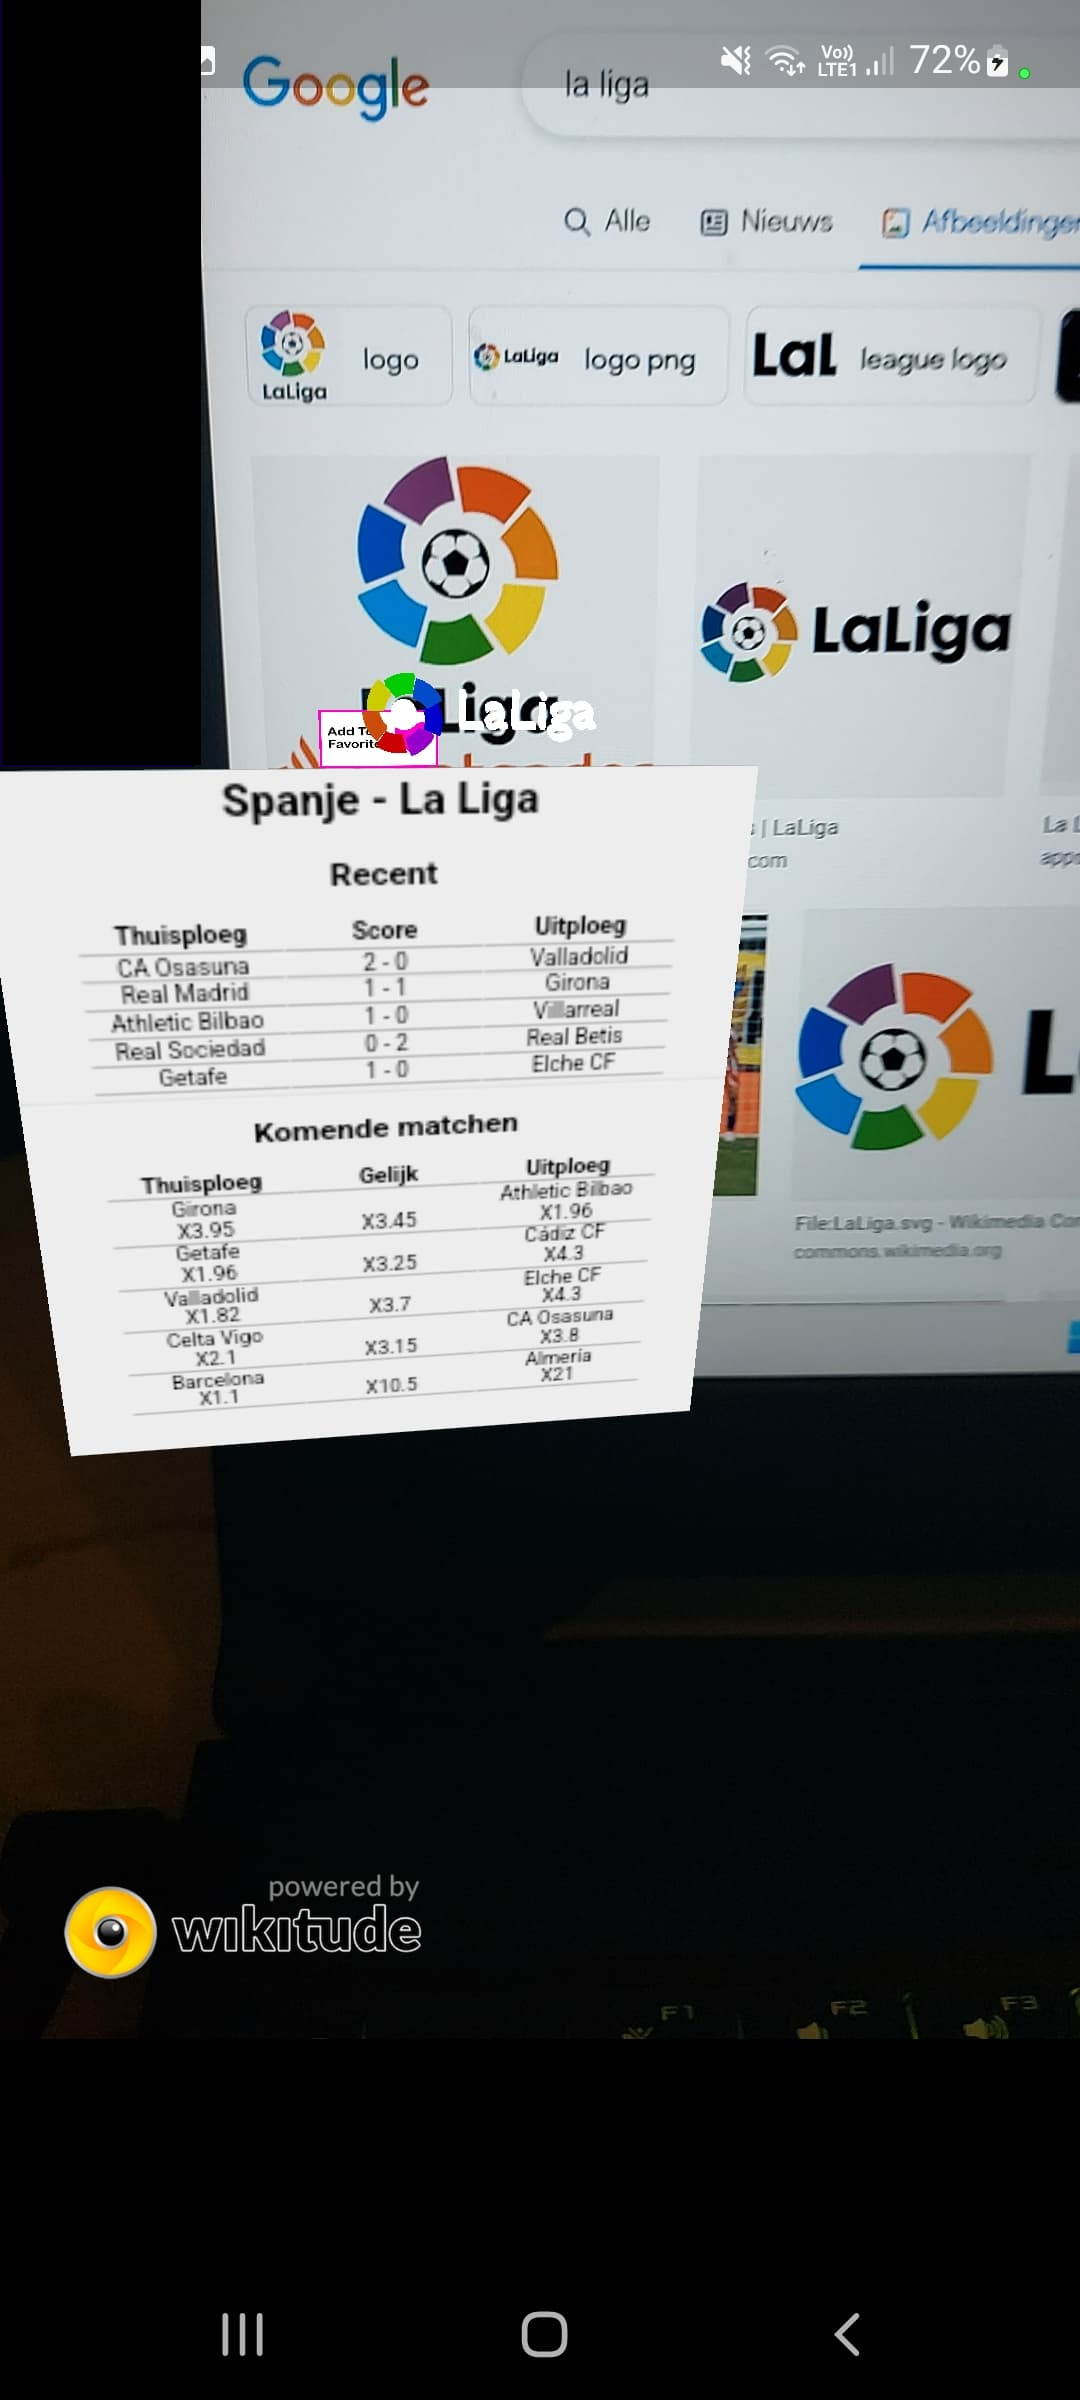 Google
la liga
Vo))
LTE1
72%
Alle
Nieuws
LaLiga
logo
LaLiga
logo png
LaL
league logo
LaLiga
Liga
LaLiga
Add To
Favorite
Spanje - La Liga
Recent
Thuisploeg Score Uitploeg
CA Osasuna 2 - 0 Valladolid
Real Madrid 1 - 1 Girona
Athletic Bilbao 1 - 0 Villarreal
Real Sociedad 0 - 2 Real Betis
Getafe 1 - 0 Elche CF
| LaLiga
com
Komende matchen
Thuisploeg Gelijk Uitploeg
Girona X3.95 X3.45 Athletic Bilbao X1.96
Getafe X1.96 X3.25 Cádiz CF X4.3
Valladolid X1.82 X3.7 Elche CF X4.3
Celta Vigo X2.1 X3.15 CA Osasuna X3.8
Barcelona X1.1 X10.5 Almeria X21
L
File:LaLiga.svg - Wikimedia Co
commons.wikimedia.org
powered by
wikitude
F1
F2
F3